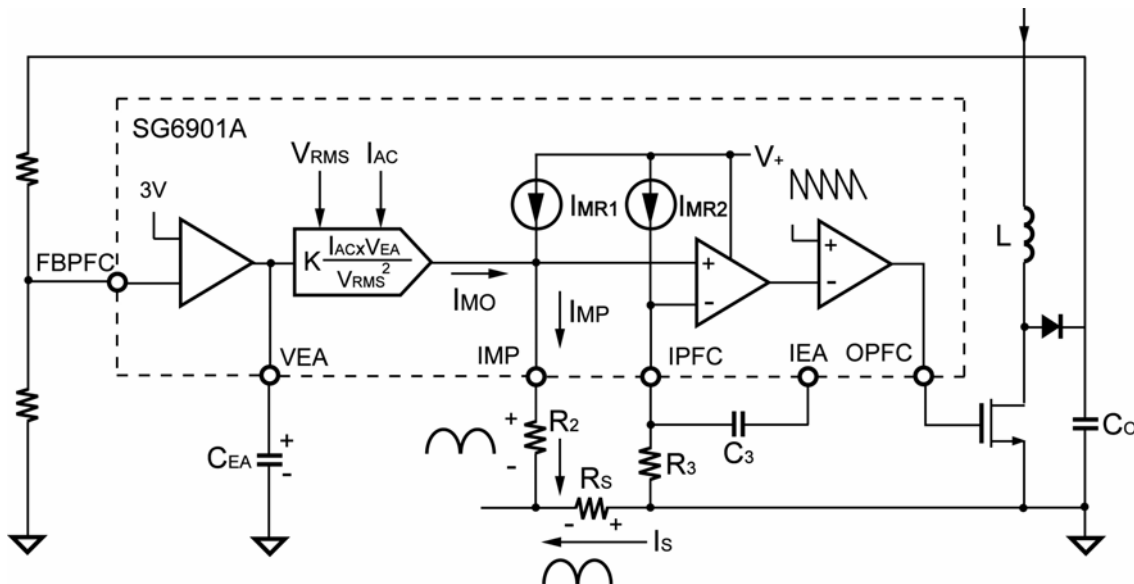 SG6901A
VRMS IAC
V+
3V
IMR1
IMR2
L
FBPFC
K IACxVEA
VRMS2
+
+
-
-
IMO
IMP
VEA
IMP
IPFC
IEA
OPFC
+
R2
CEA
+
-
-
C3
R3
CO
RS
-
+
IS